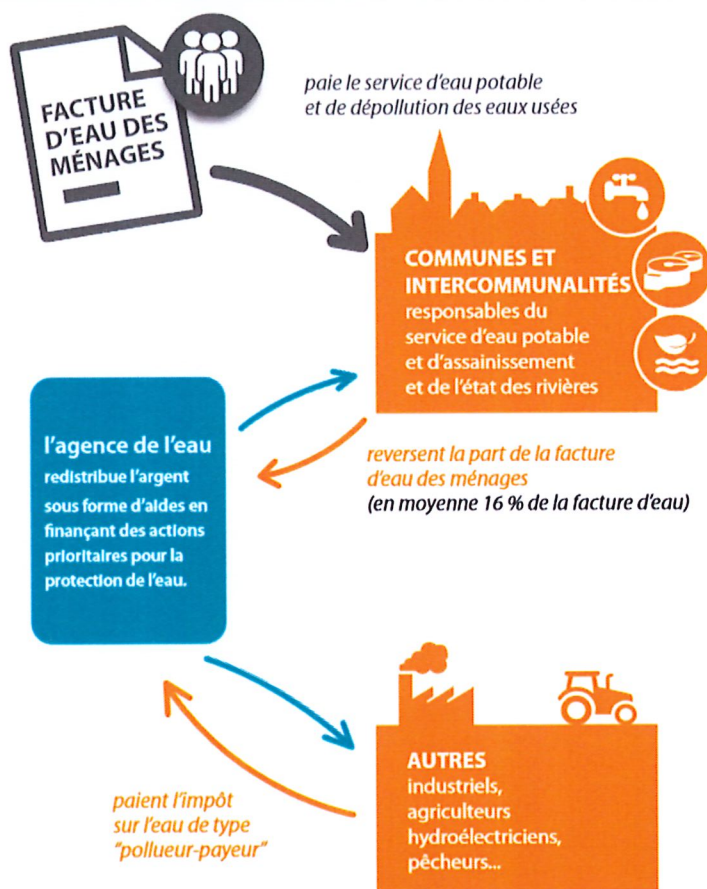 FACTURE
D'EAU DES
MÉNAGES
paie le service d'eau potable
et de dépollution des eaux usées
COMMUNES ET
INTERCOMMUNALITÉS
responsables du
service d'eau potable
et d'assainissement
et de l'état des rivières
l'agence de l'eau
redistribue l'argent
sous forme d'aides en
finançant des actions
prioritaires pour la
protection de l'eau.
reversent la part de la facture
d'eau des ménages
(en moyenne 16 % de la facture d'eau)
AUTRES
industriels,
agriculteurs
hydroélectriciens,
pêcheurs...
paient l'impôt
sur l'eau de type
"pollueur-payeur"